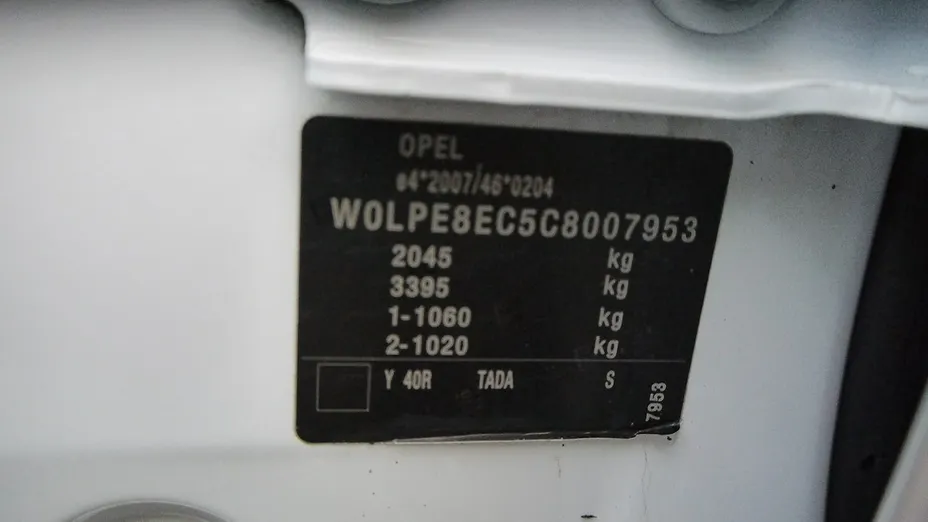 OPEL
e4*2007/46*0204
W0LPE8EC5C8007953
2045 kg
3395 kg
1-1060 kg
2-1020 kg
Y 40R TADA S
7953